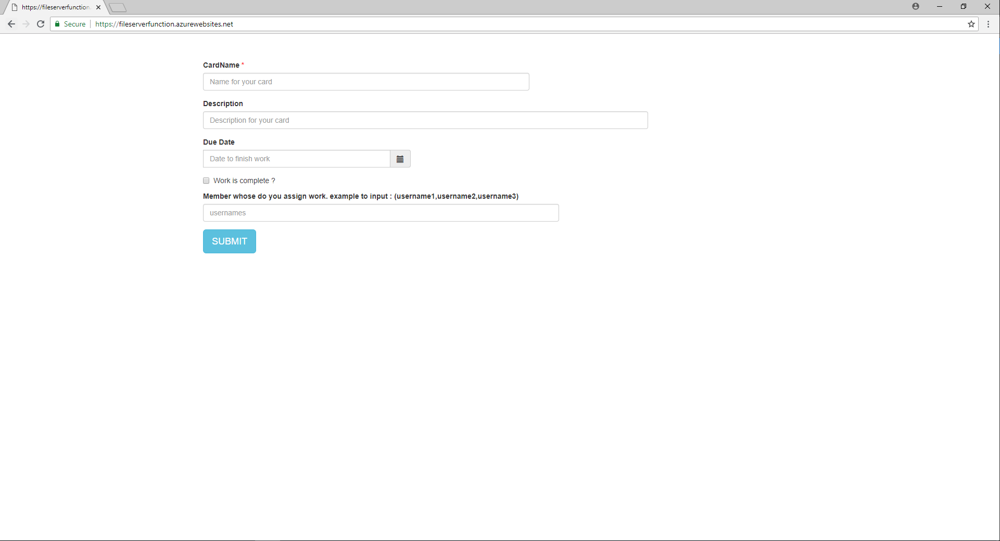 https://fileserverfunction.
Secure https://fileserverfunction.azurewebsites.net
CardName *
Name for your card
Description
Description for your card
Due Date
Date to finish work
Work is complete ?
Member whose do you assign work. example to input : (username1,username2,username3)
usernames
SUBMIT